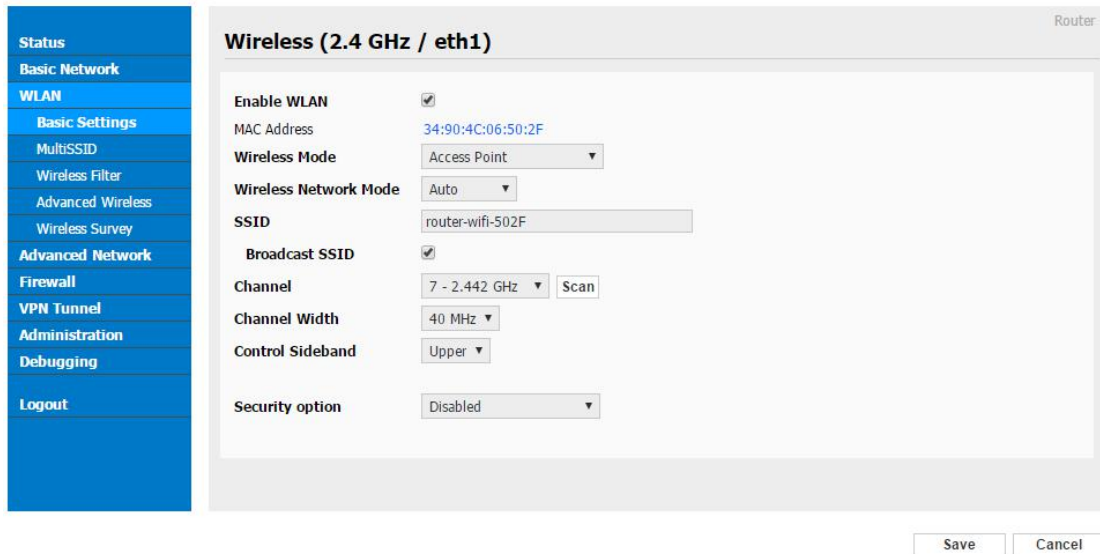 Router
Status
Basic Network
WLAN
Basic Settings
MultiSSID
Wireless Filter
Advanced Wireless
Wireless Survey
Advanced Network
Firewall
VPN Tunnel
Administration
Debugging
Logout
Wireless (2.4 GHz / eth1)
Enable WLAN
MAC Address 34:90:4C:06:50:2F
Wireless Mode Access Point
Wireless Network Mode Auto
SSID router-wifi-502F
Broadcast SSID
Channel 7 - 2.442 GHz Scan
Channel Width 40 MHz
Control Sideband Upper
Security option Disabled
Save Cancel